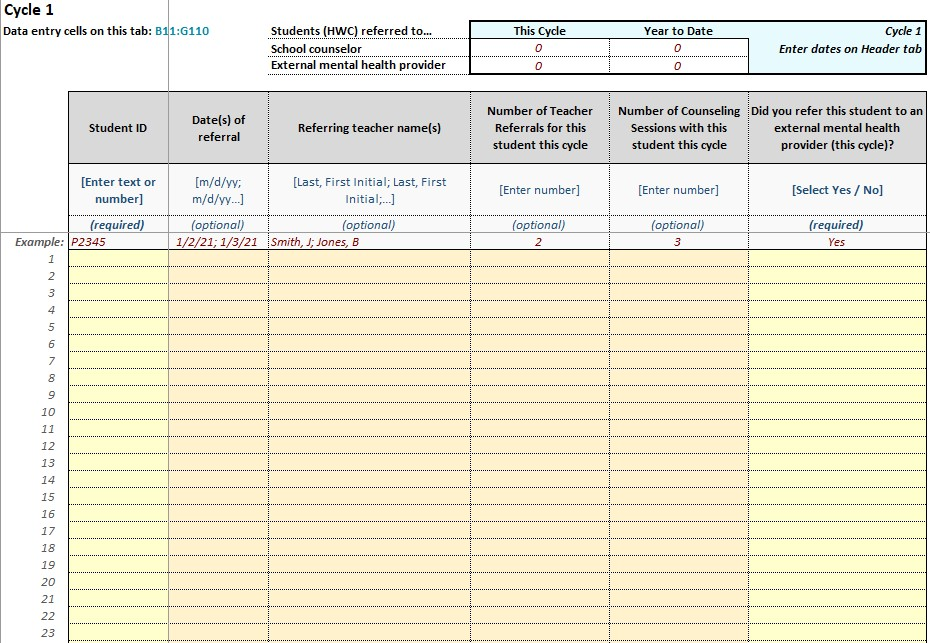 Cycle 1
Data entry cells on this tab: B11:G110
Students (HWC) referred to... This Cycle Year to Date Cycle 1
School counselor 0 0 Enter dates on Header tab
External mental health provider 0 0
Student ID
Date(s) of
referral
Referring teacher name(s)
Number of Teacher
Referrals for this
student this cycle
Number of Counseling
Sessions with this
student this cycle
Did you refer this student to an
external mental health
provider (this cycle)?
[Enter text or
number]
[m/d/yy;
m/d/yy...]
[Last, First Initial; Last, First
Initial;...]
[Enter number]
[Enter number]
[Select Yes / No]
(required) (optional) (optional) (optional) (optional) (required)
Example: P2345 1/2/21; 1/3/21 Smith, J; Jones, B 2 3 Yes
1
2
3
4
5
6
7
8
9
10
11
12
13
14
15
16
17
18
19
20
21
22
23